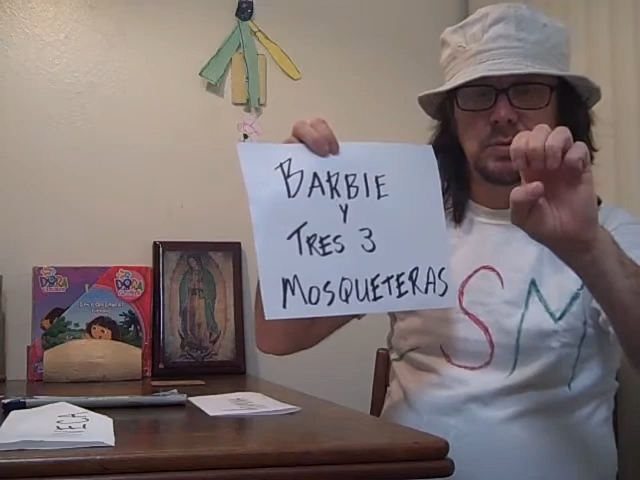 BARBIE
Y
TRES 3
MOSQUETERAS
SM
DORA
DORA